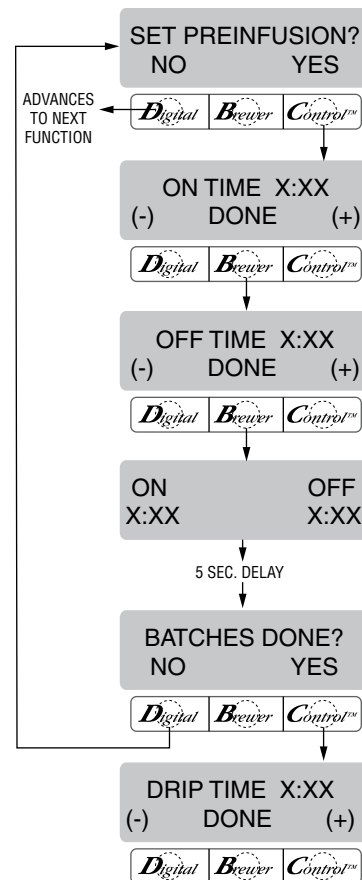 SET PREINFUSION?
NO YES
ADVANCES
TO NEXT
FUNCTION
Digital Brewer Control™
ON TIME X:XX
(-) DONE (+)
Digital Brewer Control™
OFF TIME X:XX
(-) DONE (+)
Digital Brewer Control™
ON OFF
X:XX X:XX
5 SEC. DELAY
BATCHES DONE?
NO YES
Digital Brewer Control™
DRIP TIME X:XX
(-) DONE (+)
Digital Brewer Control™